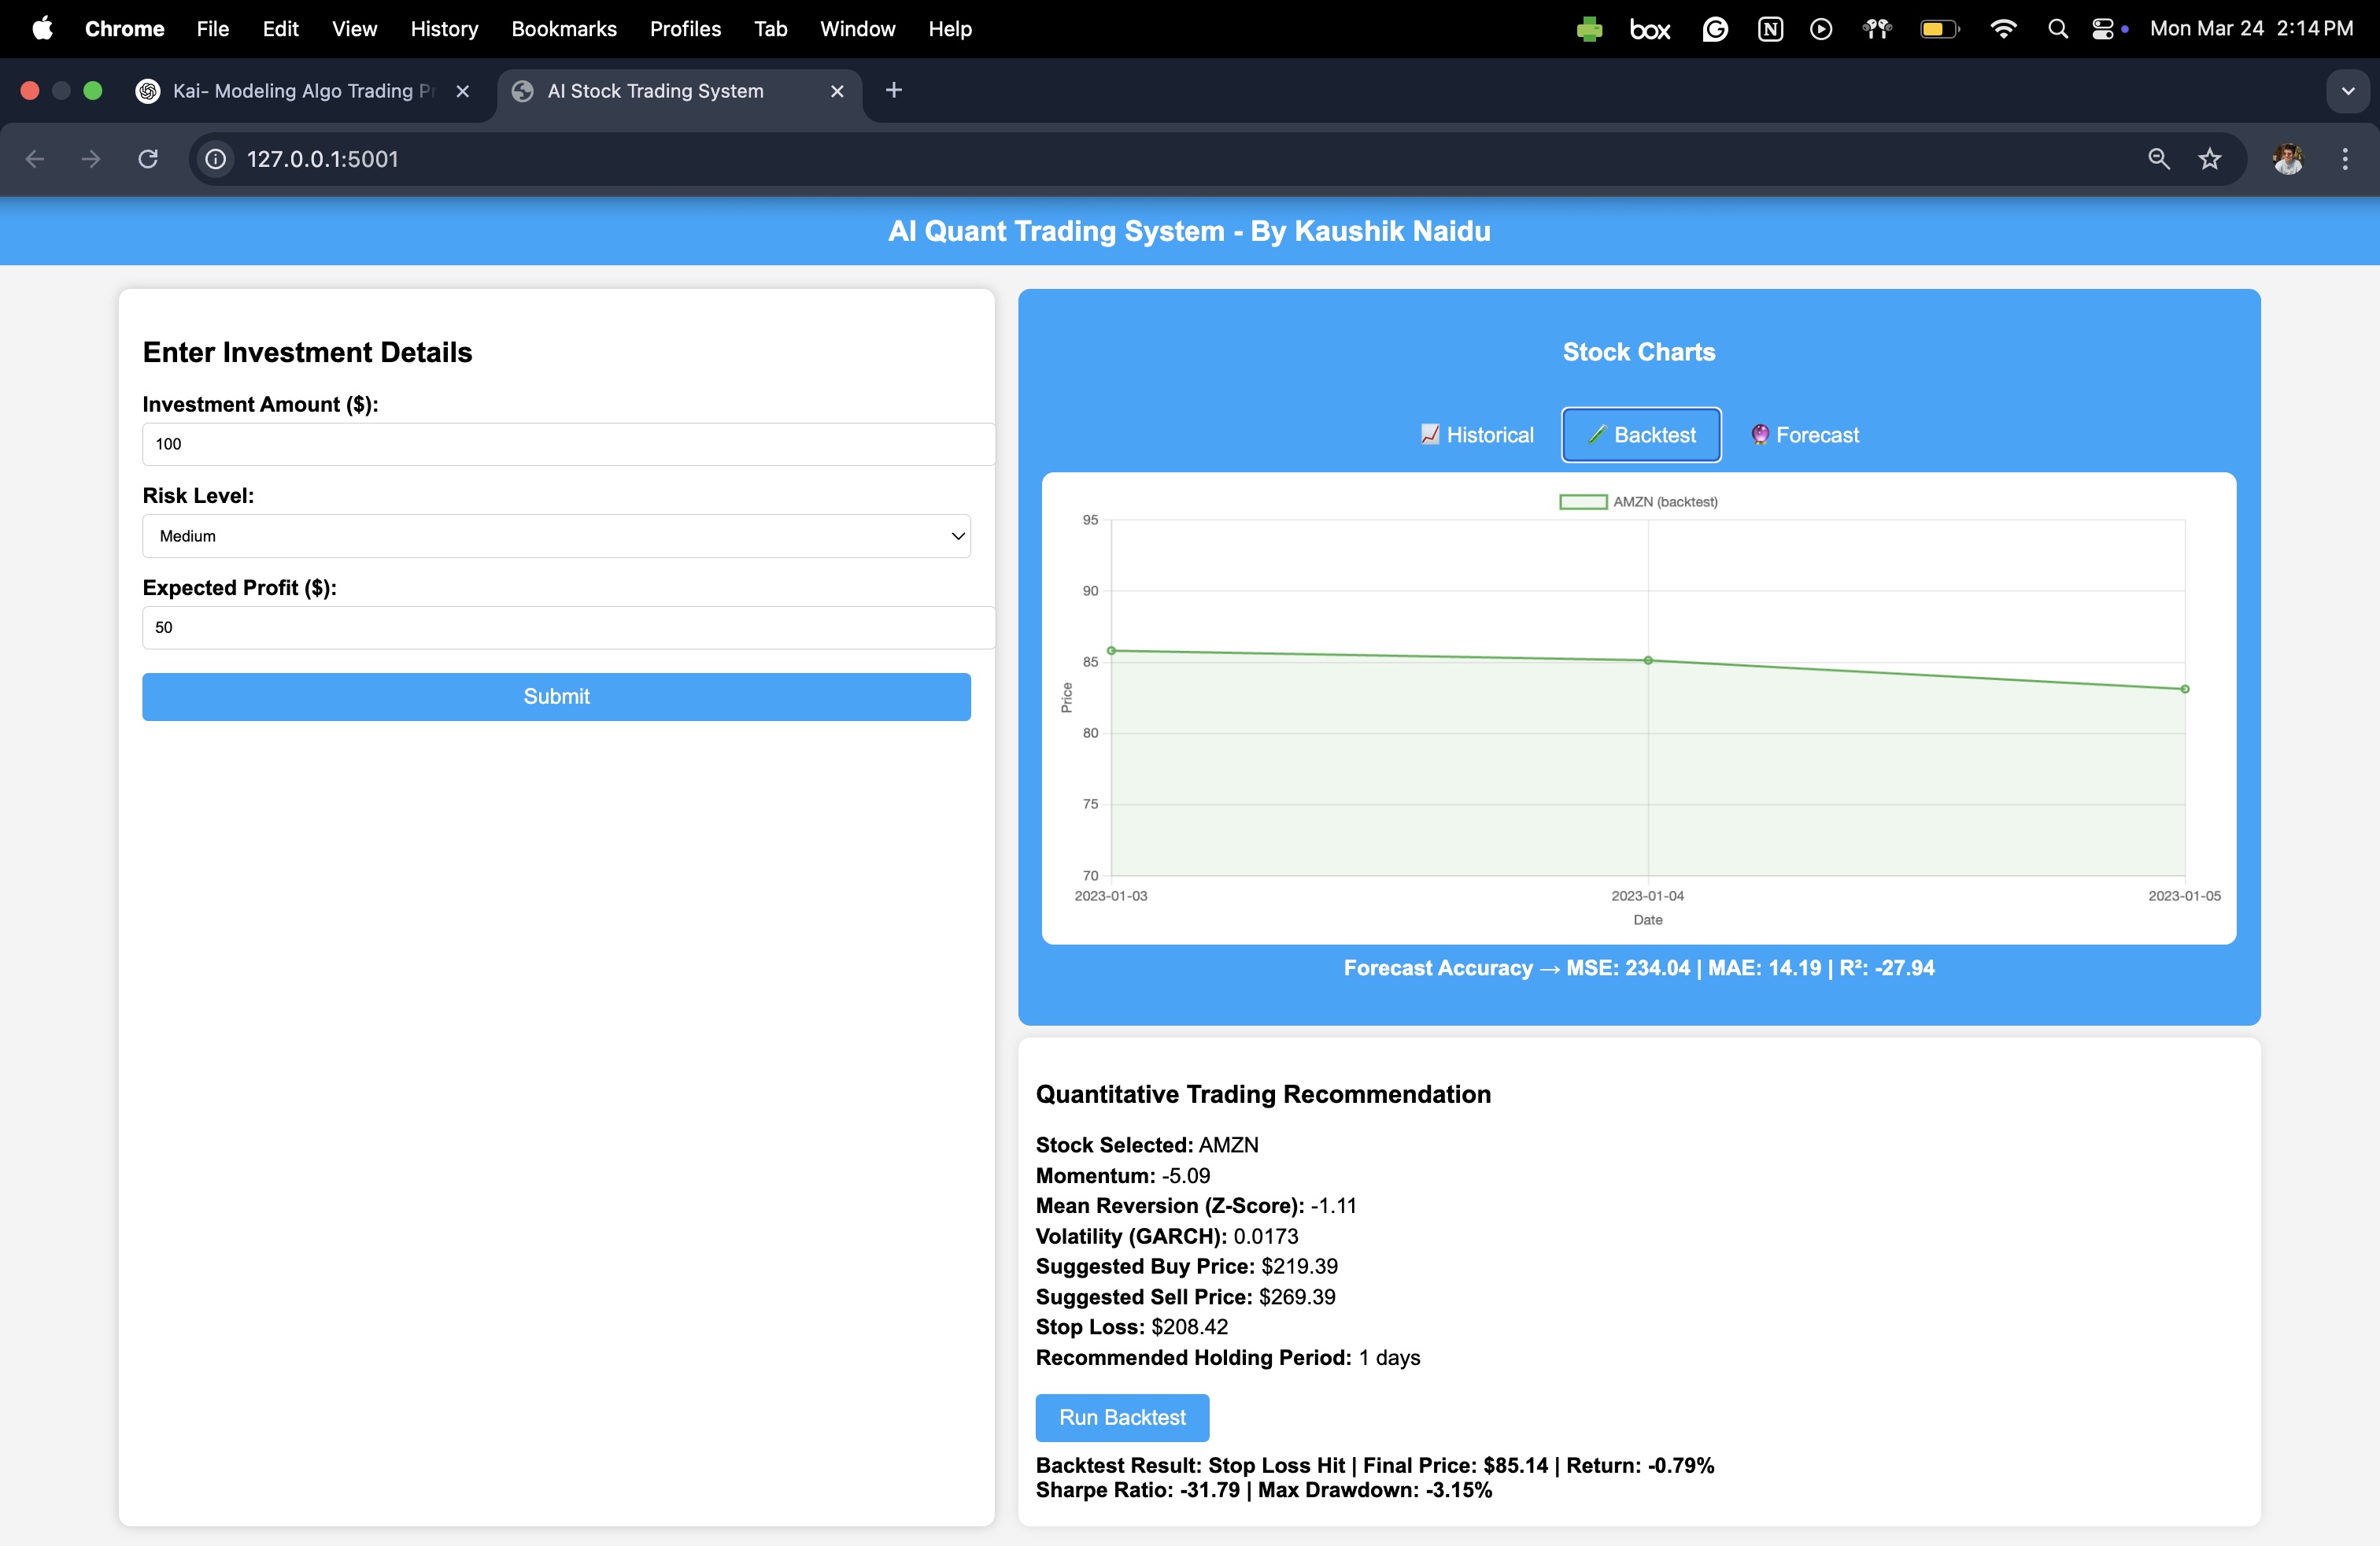 Chrome File Edit View History Bookmarks Profiles Tab Window Help box Mon Mar 24 2:14 PM
Kai- Modeling Algo Trading Pr AI Stock Trading System
127.0.0.1:5001
AI Quant Trading System - By Kaushik Naidu
Enter Investment Details
Investment Amount ($):
100
Risk Level:
Medium
Expected Profit ($):
50
Submit
Stock Charts
Historical Backtest Forecast
AMZN (backtest)
95
90
85
80
75
70
Price
2023-01-03 2023-01-04 2023-01-05
Date
Forecast Accuracy → MSE: 234.04 | MAE: 14.19 | R²: -27.94
Quantitative Trading Recommendation
Stock Selected: AMZN
Momentum: -5.09
Mean Reversion (Z-Score): -1.11
Volatility (GARCH): 0.0173
Suggested Buy Price: $219.39
Suggested Sell Price: $269.39
Stop Loss: $208.42
Recommended Holding Period: 1 days
Run Backtest
Backtest Result: Stop Loss Hit | Final Price: $85.14 | Return: -0.79%
Sharpe Ratio: -31.79 | Max Drawdown: -3.15%